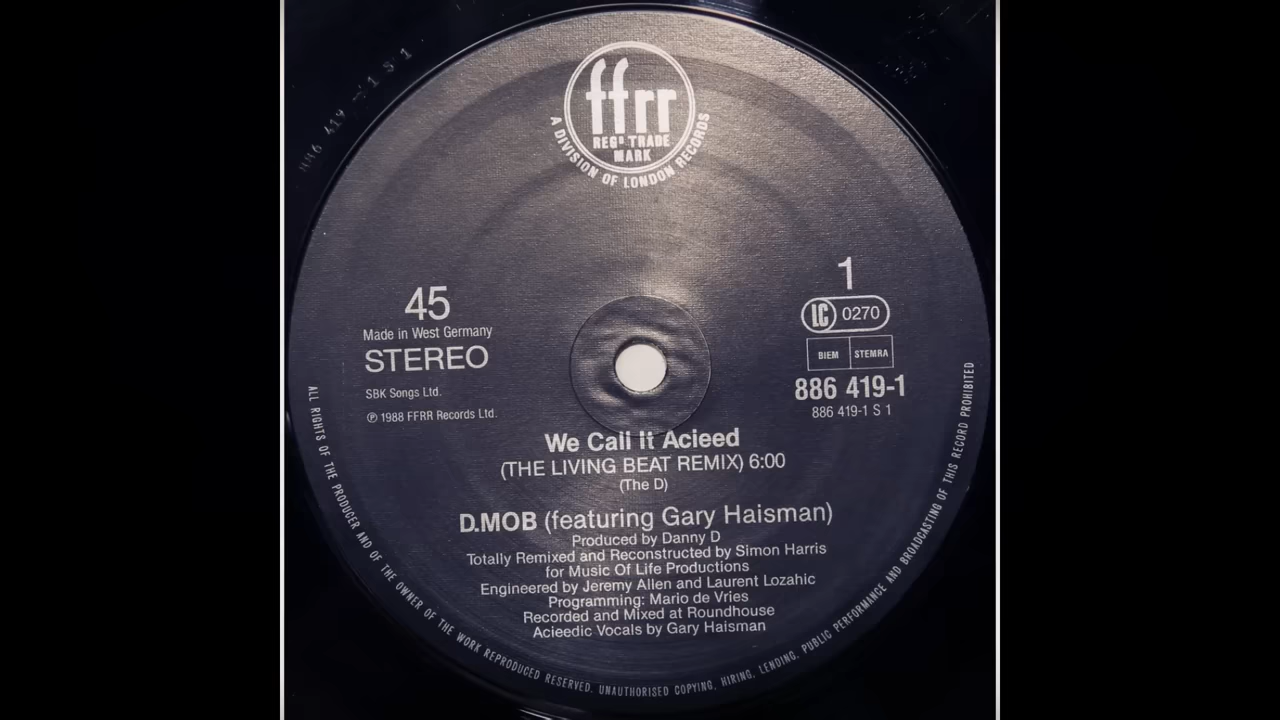 886 419-1 S 1
ffrr
REGD TRADE
MARK
A DIVISION OF LONDON RECORDS
45
Made in West Germany
STEREO
SBK Songs Ltd.
℗ 1988 FFRR Records Ltd.
1
LC 0270
BIEM STEMRA
886 419-1
886 419-1 S 1
We Call It Acieed
(THE LIVING BEAT REMIX) 6:00
(The D)
D.MOB (featuring Gary Haisman)
Produced by Danny D
Totally Remixed and Reconstructed by Simon Harris
for Music Of Life Productions
Engineered by Jeremy Allen and Laurent Lozahic
Programming: Mario de Vries
Recorded and Mixed at Roundhouse
Acieedic Vocals by Gary Haisman
ALL RIGHTS OF THE PRODUCER AND OF THE OWNER OF THE WORK REPRODUCED RESERVED. UNAUTHORISED COPYING, HIRING, LENDING, PUBLIC PERFORMANCE AND BROADCASTING OF THIS RECORD PROHIBITED